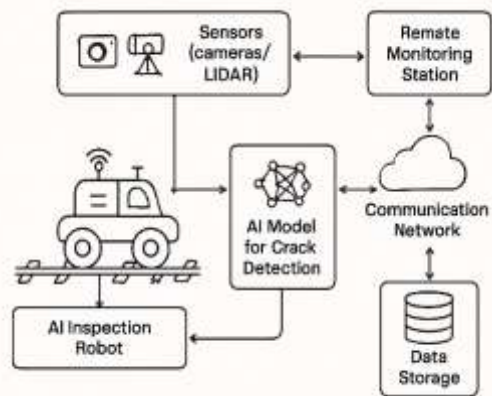 Sensors
(cameras/
LIDAR)
Remate
Monitoring
Station
AI Model
for Crack
Detection
Communication
Network
AI Inspection
Robot
Data
Storage